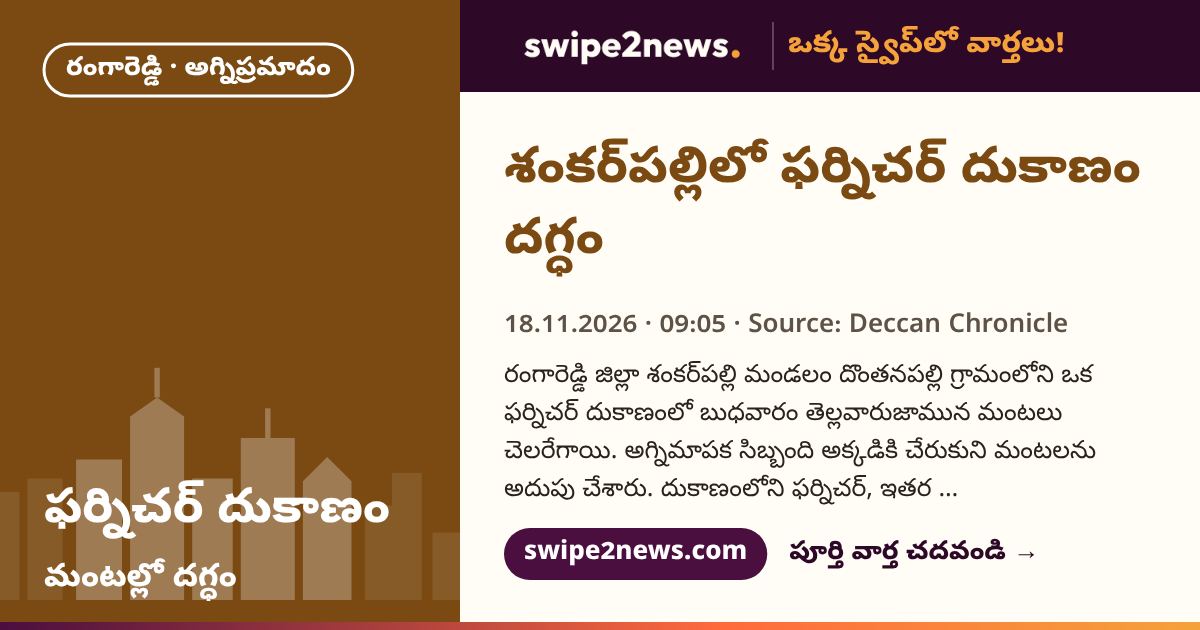 రంగారెడ్డి · అగ్నిప్రమాదం
ఫర్నిచర్ దుకాణం
మంటల్లో దగ్ధం
swipe2news.
ఒక్క స్వైప్‌లో వార్తలు!
శంకర్‌పల్లిలో ఫర్నిచర్ దుకాణం
దగ్ధం
18.11.2026 · 09:05 · Source: Deccan Chronicle
రంగారెడ్డి జిల్లా శంకర్‌పల్లి మండలం దొంతనపల్లి గ్రామంలోని ఒక
ఫర్నిచర్ దుకాణంలో బుధవారం తెల్లవారుజామున మంటలు
చెలరేగాయి. అగ్నిమాపక సిబ్బంది అక్కడికి చేరుకుని మంటలను
అదుపు చేశారు. దుకాణంలోని ఫర్నిచర్, ఇతర ...
swipe2news.com
పూర్తి వార్త చదవండి →